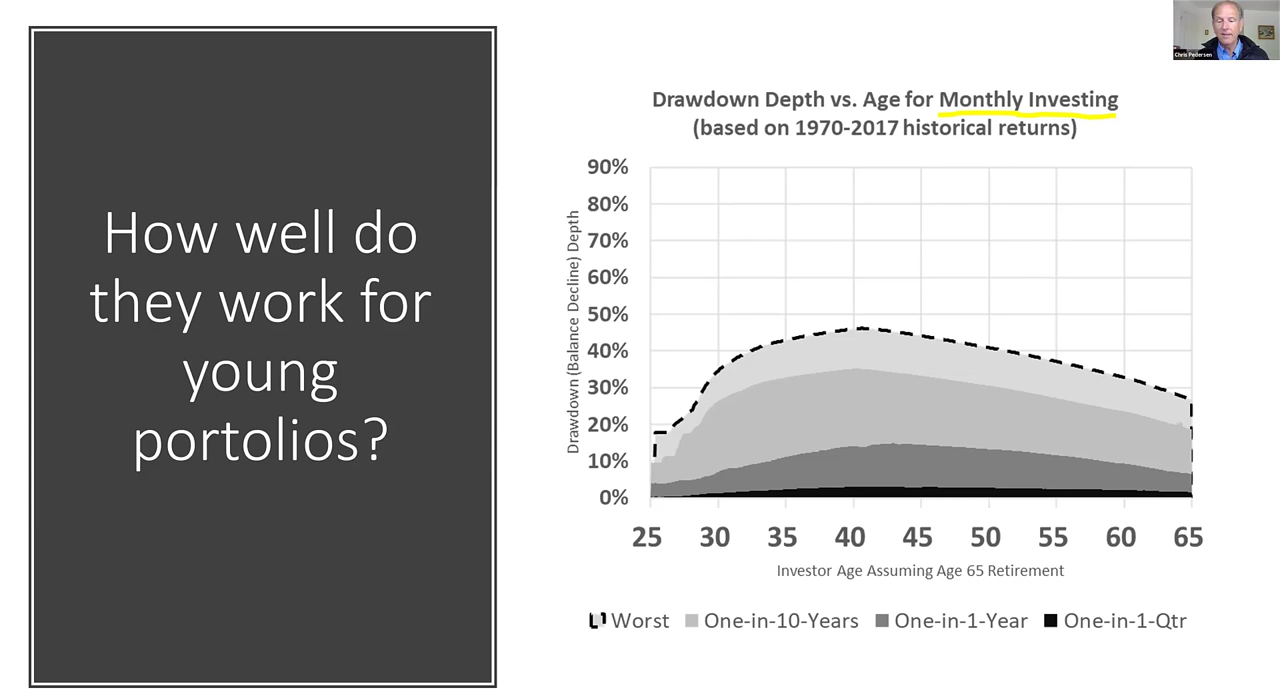 Chris Pedersen
How well do
they work for
young
portolios?
Drawdown Depth vs. Age for Monthly Investing
(based on 1970-2017 historical returns)
Drawdown (Balance Decline) Depth
90%
80%
70%
60%
50%
40%
30%
20%
10%
0%
25 30 35 40 45 50 55 60 65
Investor Age Assuming Age 65 Retirement
Worst One-in-10-Years One-in-1-Year One-in-1-Qtr